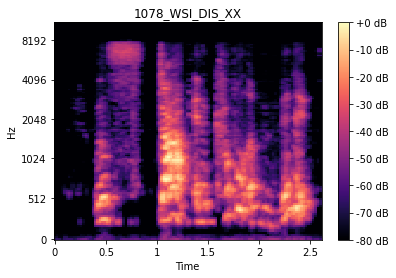 1078_WSI_DIS_XX
+0 dB
8192
-10 dB
4096
-20 dB
-30 dB
2048
Hz
-40 dB
1024
-50 dB
512
-60 dB
-70 dB
0
-80 dB
0 0.5 1 1.5 2 2.5
Time